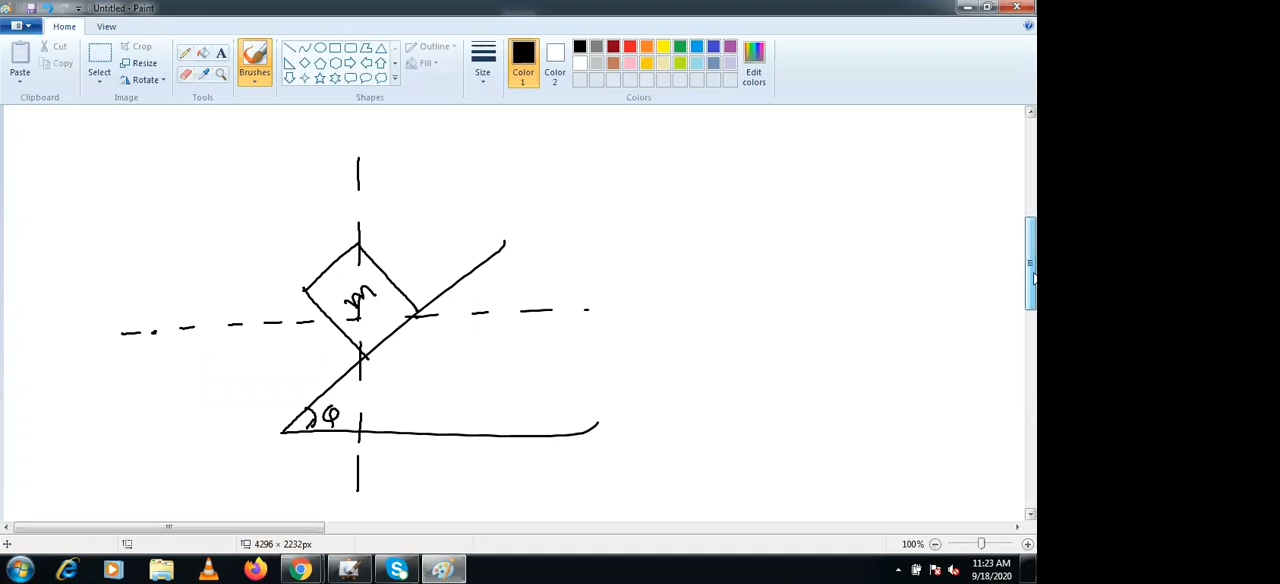 Untitled - Paint
Home View
Paste Cut Copy Select Crop Resize Rotate A Brushes Outline Fill Size Color 1 Color 2 Edit colors
Clipboard Image Tools Shapes Colors
m
φ
4296 × 2232px 100%
11:23 AM
9/18/2020